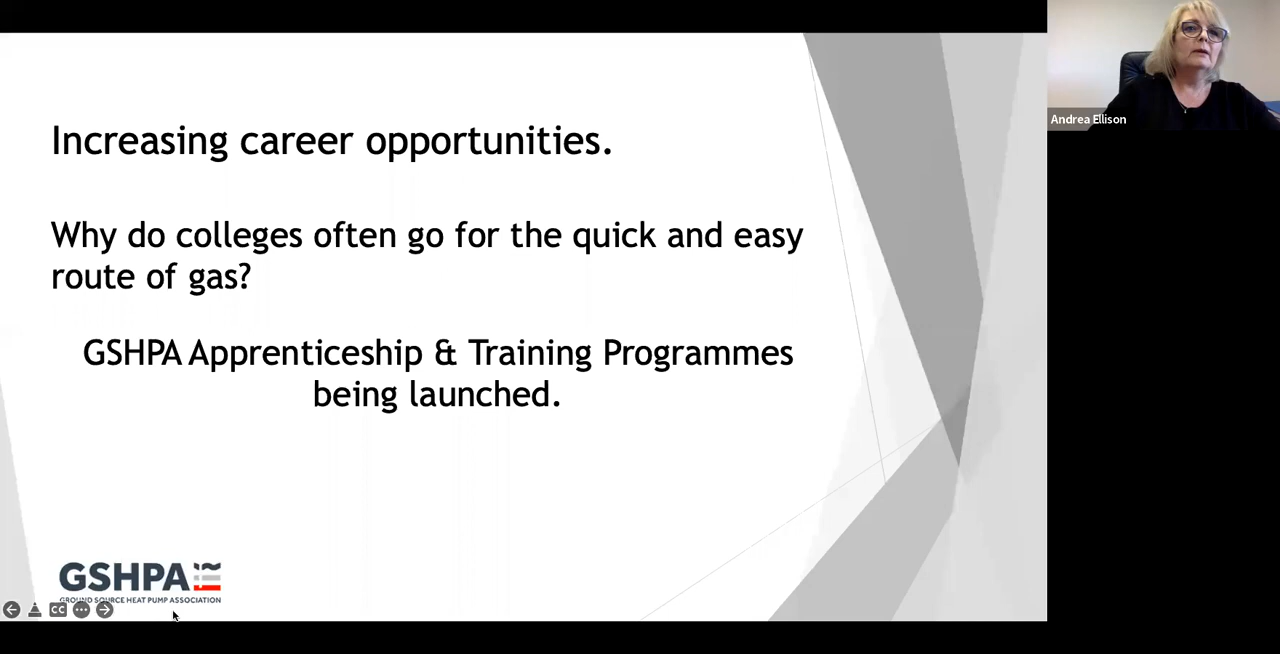 Increasing career opportunities.
Why do colleges often go for the quick and easy
route of gas?
GSHPA Apprenticeship & Training Programmes
being launched.
GSHPA
GROUND SOURCE HEAT PUMP ASSOCIATION
CC
Andrea Ellison